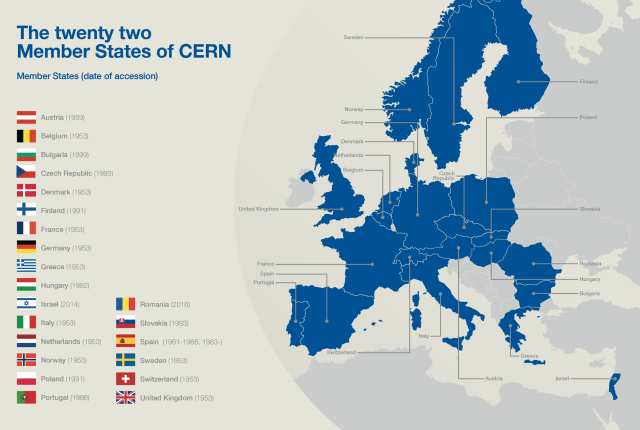 The twenty two
Member States of CERN
Member States (date of accession)
Austria (1959)
Belgium (1953)
Bulgaria (1999)
Czech Republic (1993)
Denmark (1953)
Finland (1991)
France (1953)
Germany (1953)
Greece (1953)
Hungary (1992)
Israel (2014)
Italy (1953)
Netherlands (1953)
Norway (1953)
Poland (1991)
Portugal (1986)
Romania (2016)
Slovakia (1993)
Spain (1961-1968, 1983-)
Sweden (1953)
Switzerland (1953)
United Kingdom (1953)
Sweden
Finland
Norway
Germany
Poland
Denmark
Netherlands
Belgium
Czech
Republic
United Kingdom
Slovakia
France
Romania
Spain
Portugal
Hungary
Bulgaria
Italy
Switzerland
Greece
Austria
Israel